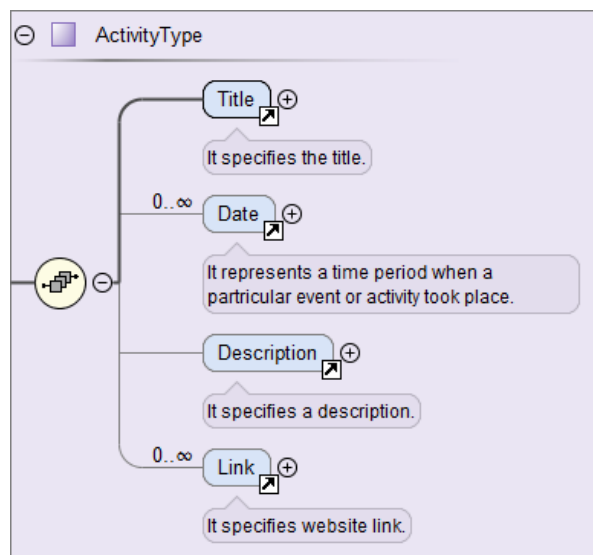 ActivityType
Title
It specifies the title.
0..∞
Date
It represents a time period when a
partricular event or activity took place.
Description
It specifies a description.
0..∞
Link
It specifies website link.